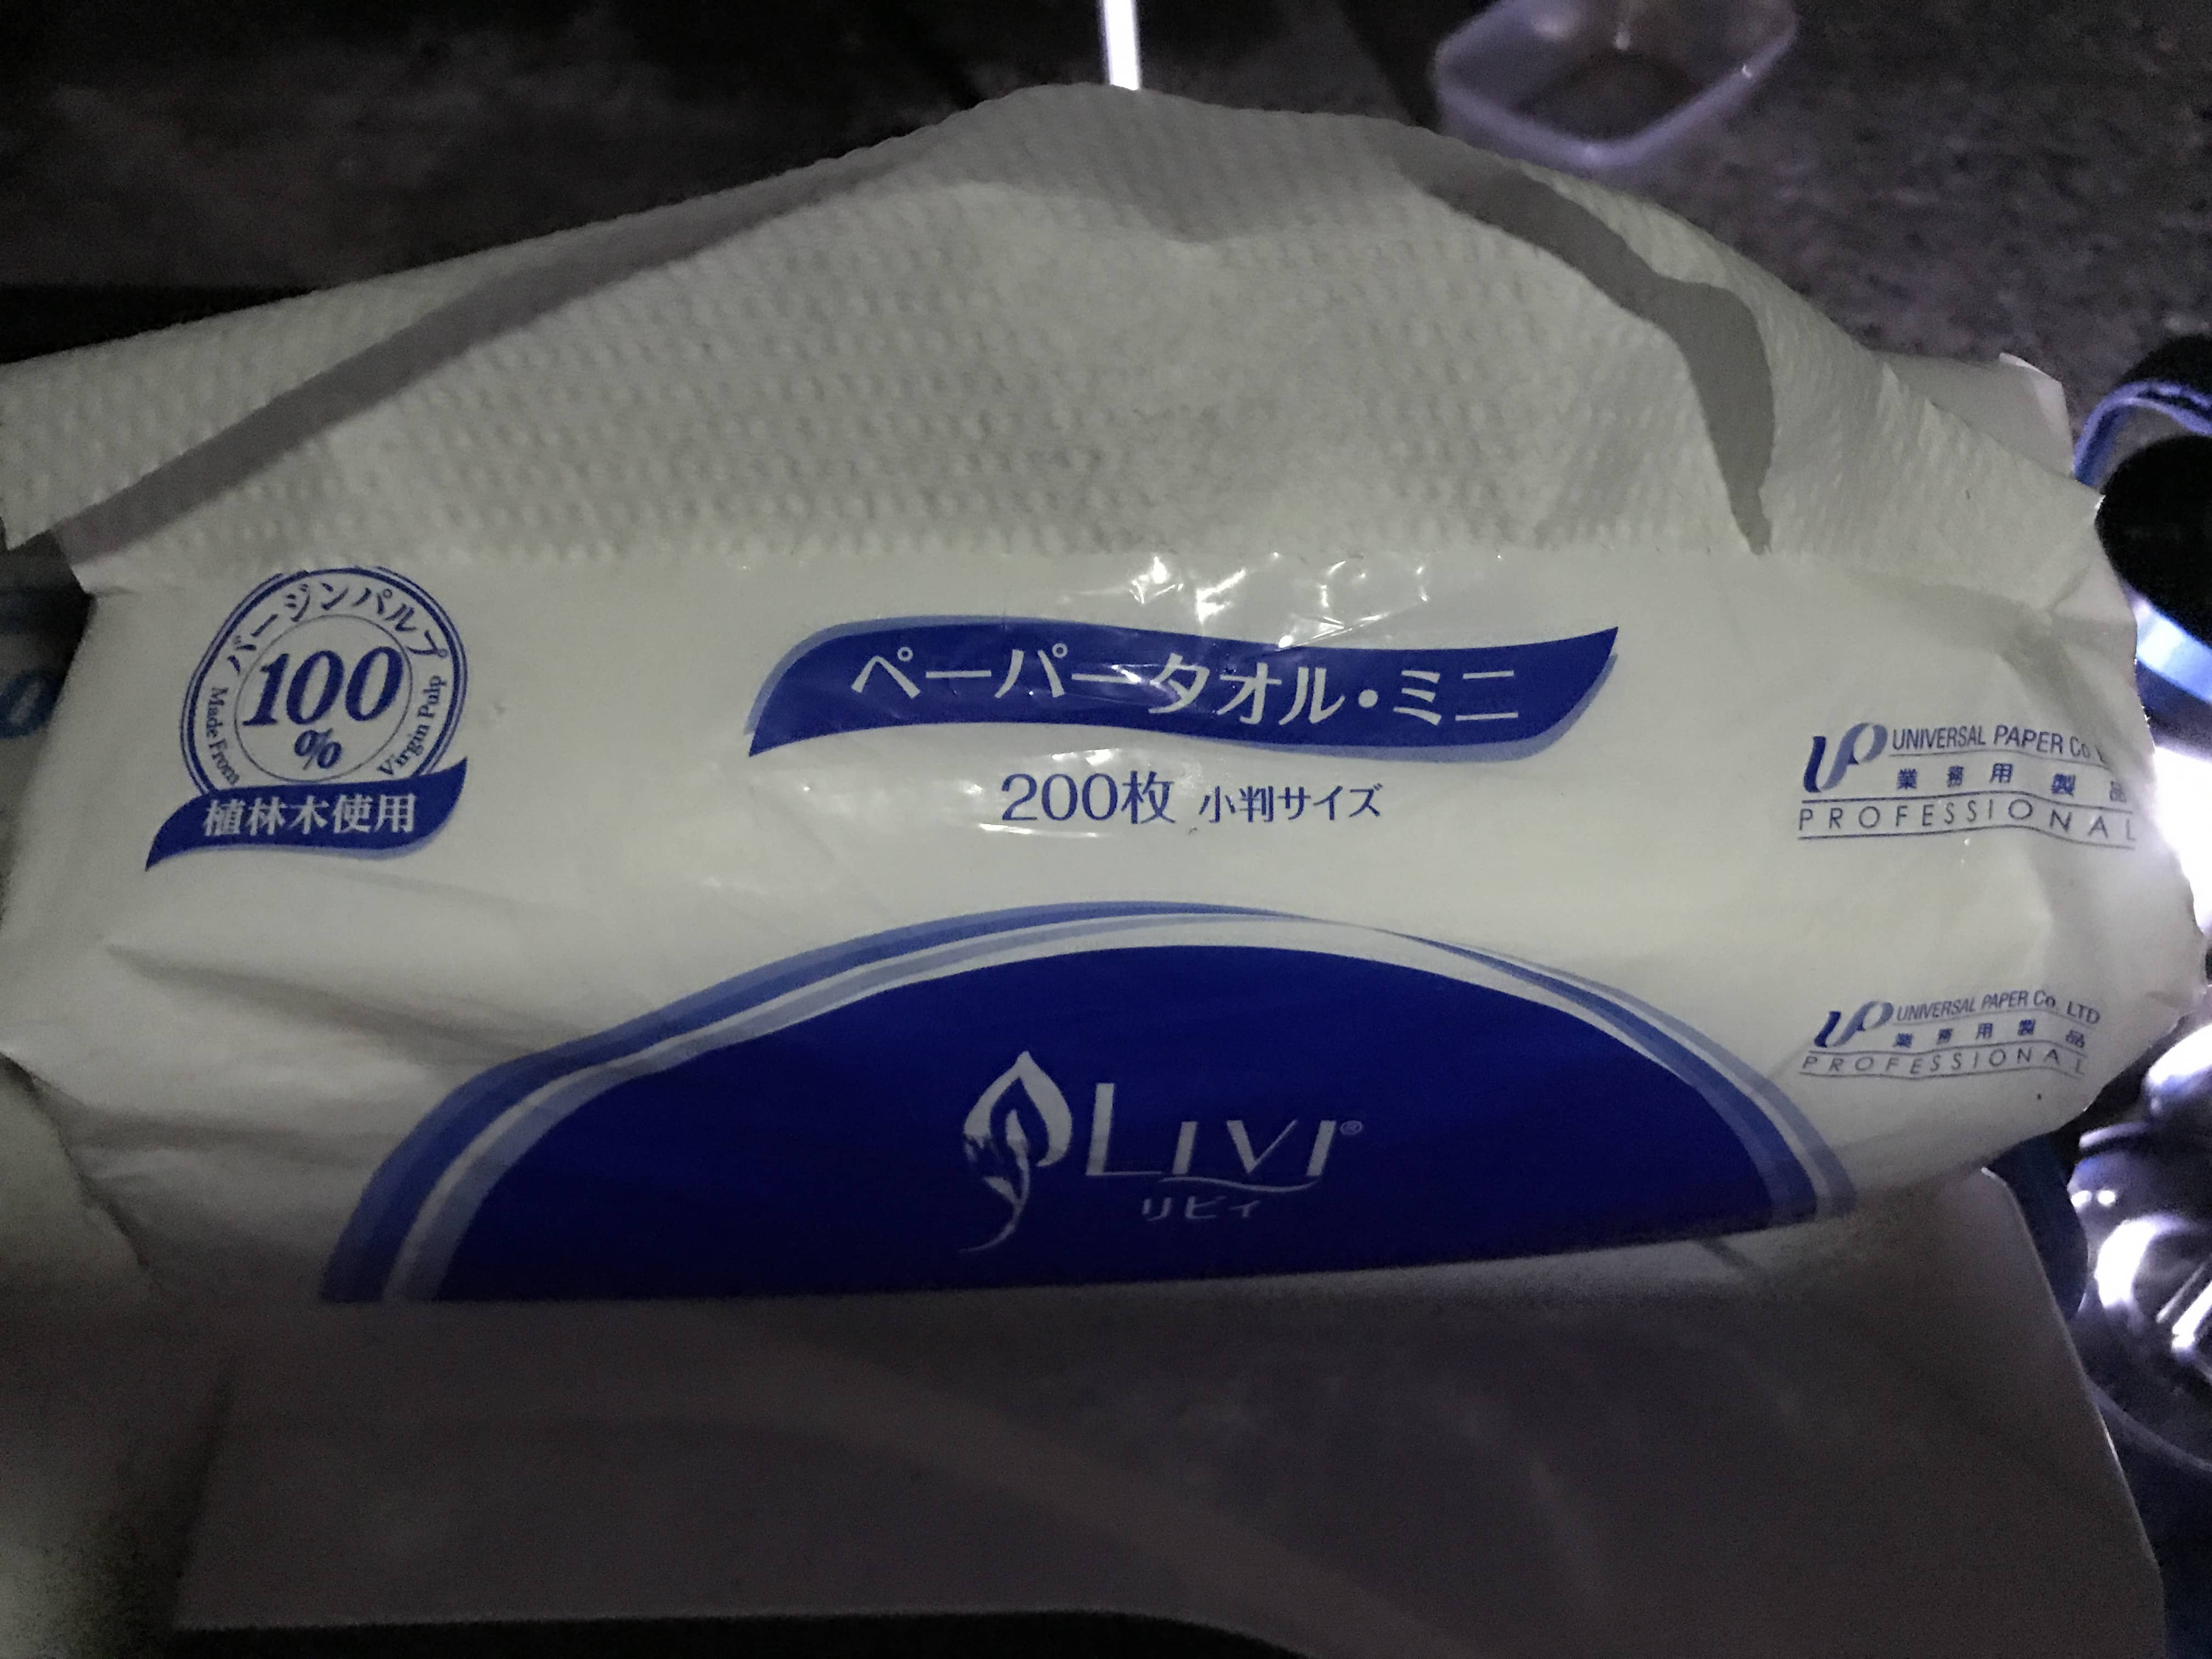 バージンパルプ
100
%
Made From Virgin Pulp
植林木使用
ペーパータオル・ミニ
200枚 小判サイズ
UP UNIVERSAL PAPER Co.
業務用製品
PROFESSIONAL
LIVI®
リビィ
UP UNIVERSAL PAPER Co. LTD
業務用製品
PROFESSIONAL